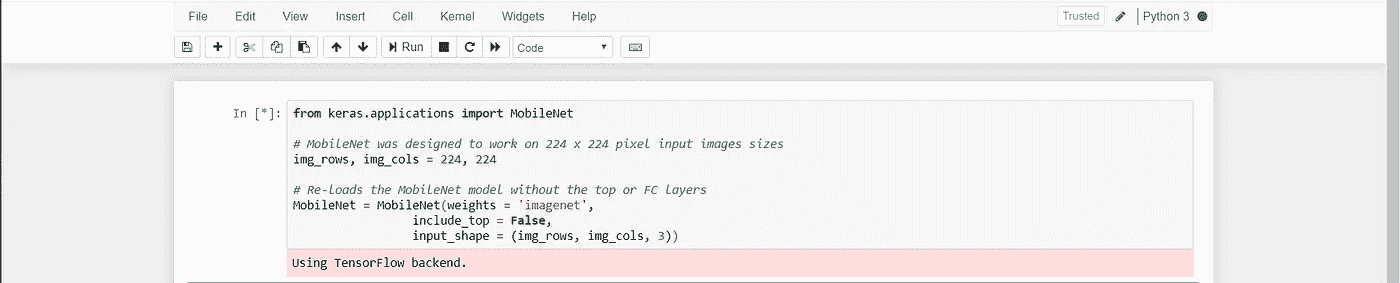 File Edit View Insert Cell Kernel Widgets Help Trusted Python 3
Run Code
In [*]:
from keras.applications import MobileNet
# MobileNet was designed to work on 224 x 224 pixel input images sizes
img_rows, img_cols = 224, 224
# Re-loads the MobileNet model without the top or FC layers
MobileNet = MobileNet(weights = 'imagenet',
include_top = False,
input_shape = (img_rows, img_cols, 3))
Using TensorFlow backend.